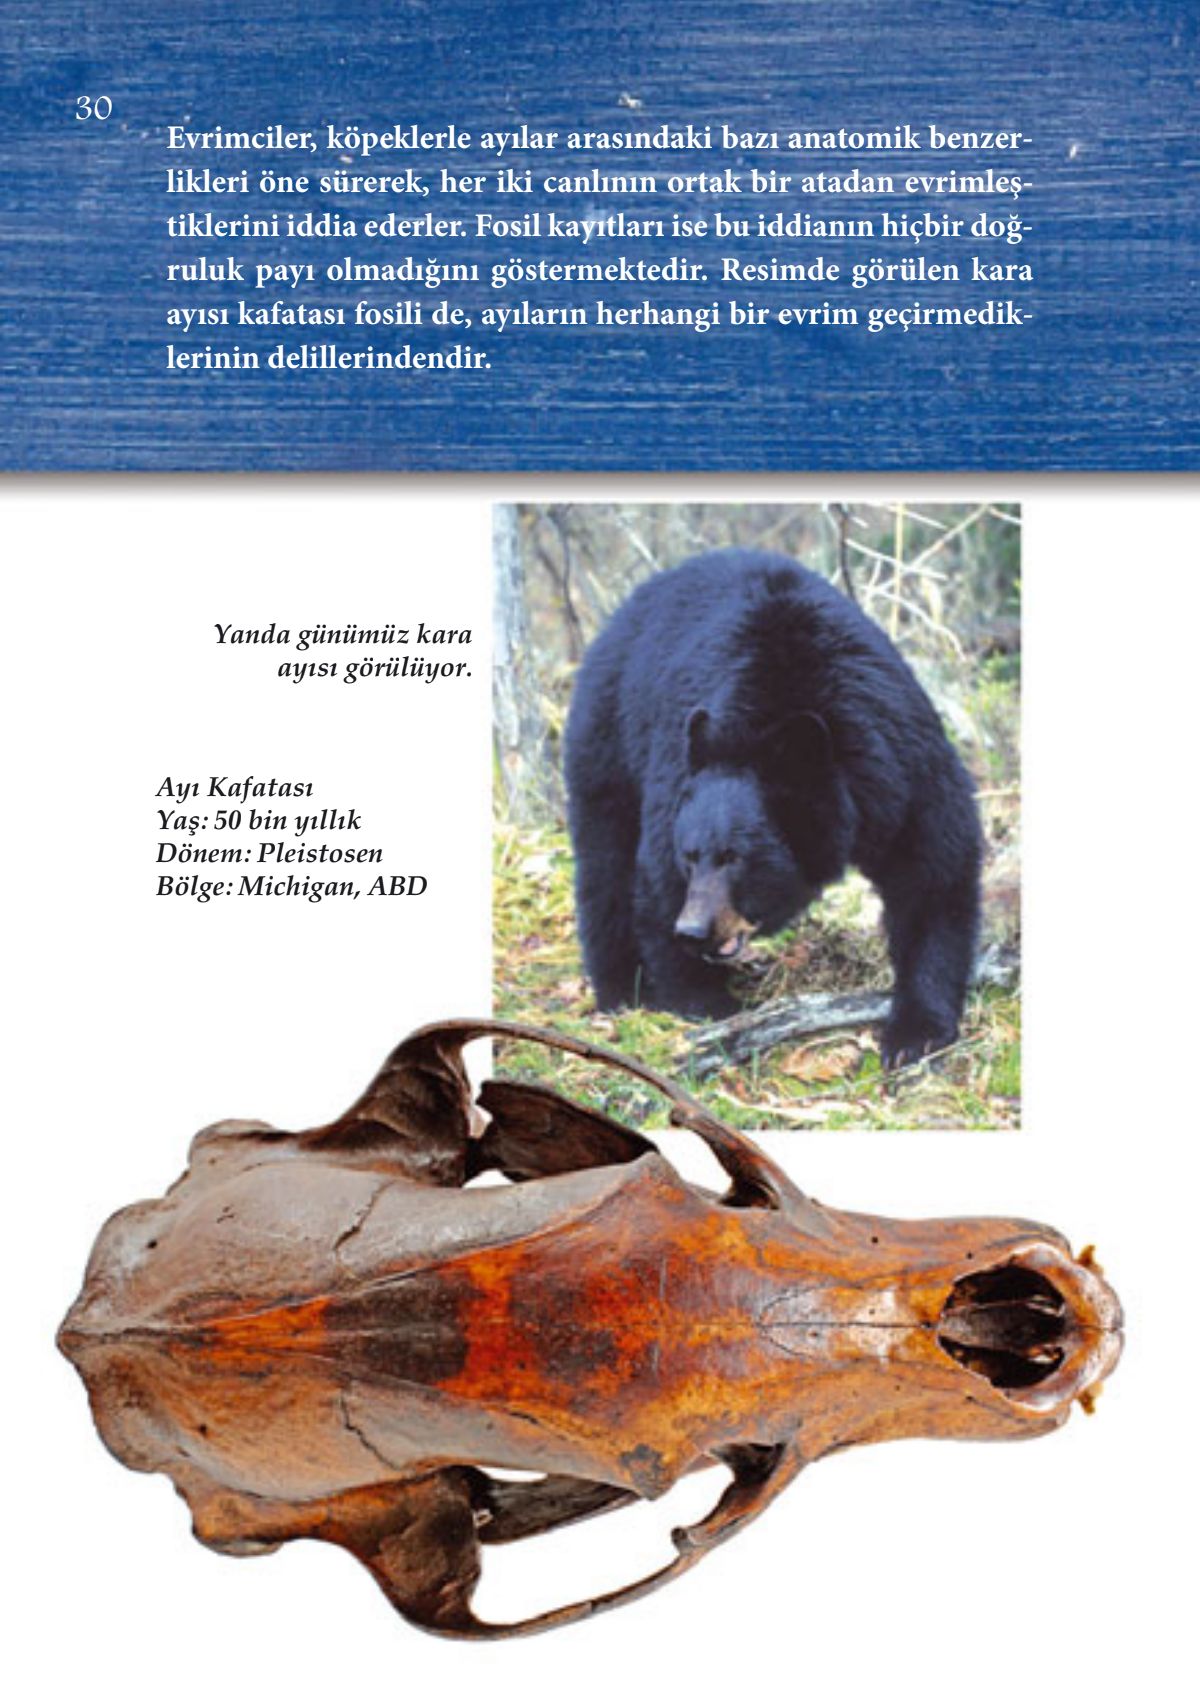 30
Evrimciler, köpeklerle ayılar arasındaki bazı anatomik benzer-
likleri öne sürerek, her iki canlının ortak bir atadan evrimleş-
tiklerini iddia ederler. Fosil kayıtları ise bu iddianın hiçbir doğ-
ruluk payı olmadığını göstermektedir. Resimde görülen kara
ayısı kafatası fosili de, ayıların herhangi bir evrim geçirmedik-
lerinin delillerindendir.
Yanda günümüz kara
ayısı görülüyor.
Ayı Kafatası
Yaş: 50 bin yıllık
Dönem: Pleistosen
Bölge: Michigan, ABD